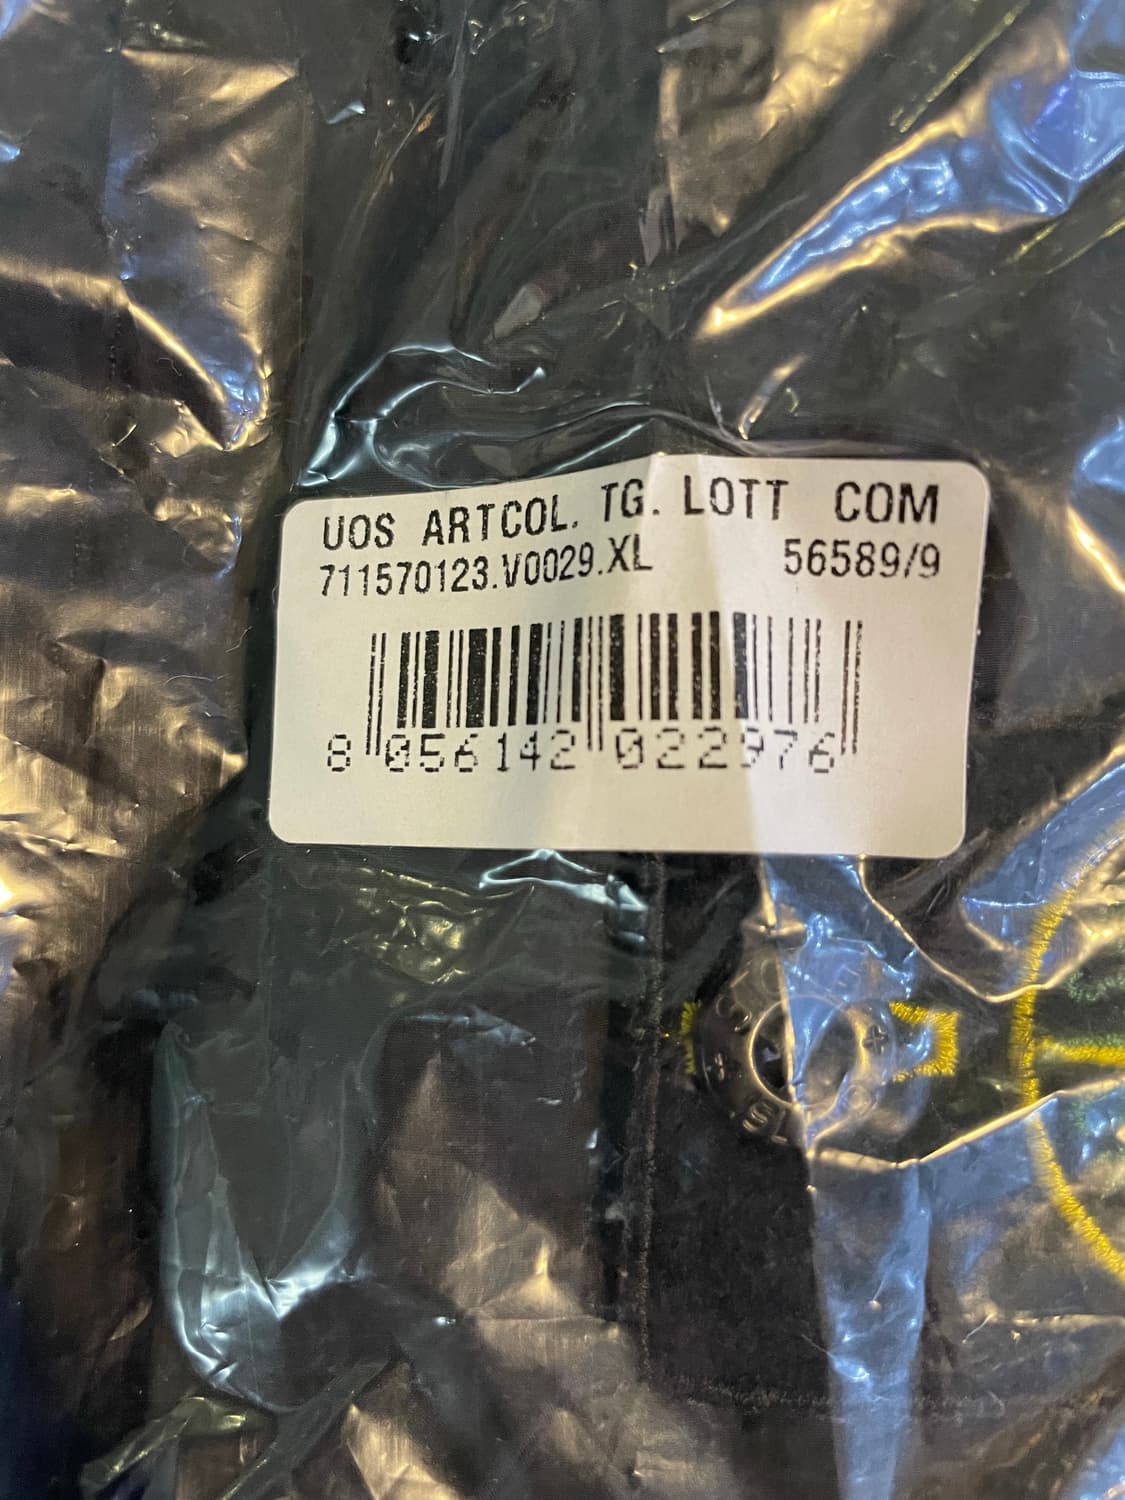 UOS ARTCOL. TG. LOTT COM
711570123.V0029.XL 56589/9
8 056142 022976